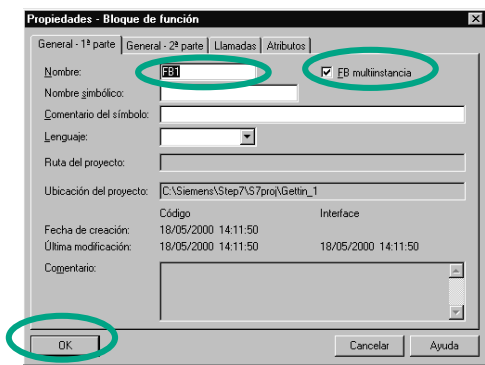 Propiedades - Bloque de función
General - 1ª parte General - 2ª parte Llamadas Atributos
Nombre: FB1 FB multiinstancia
Nombre simbólico:
Comentario del símbolo:
Lenguaje:
Ruta del proyecto:
Ubicación del proyecto: C:\Siemens\Step7\S7proj\Gettin_1
Código Interface
Fecha de creación: 18/05/2000 14:11:50
Última modificación: 18/05/2000 14:11:50 18/05/2000 14:11:50
Comentario:
OK Cancelar Ayuda